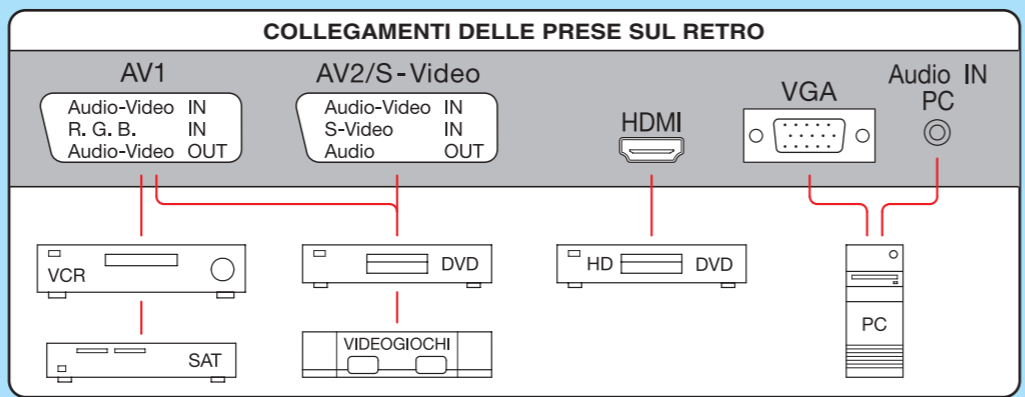 COLLEGAMENTI DELLE PRESE SUL RETRO
AV1
Audio-Video IN
R. G. B. IN
Audio-Video OUT
AV2/S-Video
Audio-Video IN
S-Video IN
Audio OUT
HDMI
VGA
Audio IN
PC
VCR
DVD
HD DVD
PC
SAT
VIDEOGIOCHI